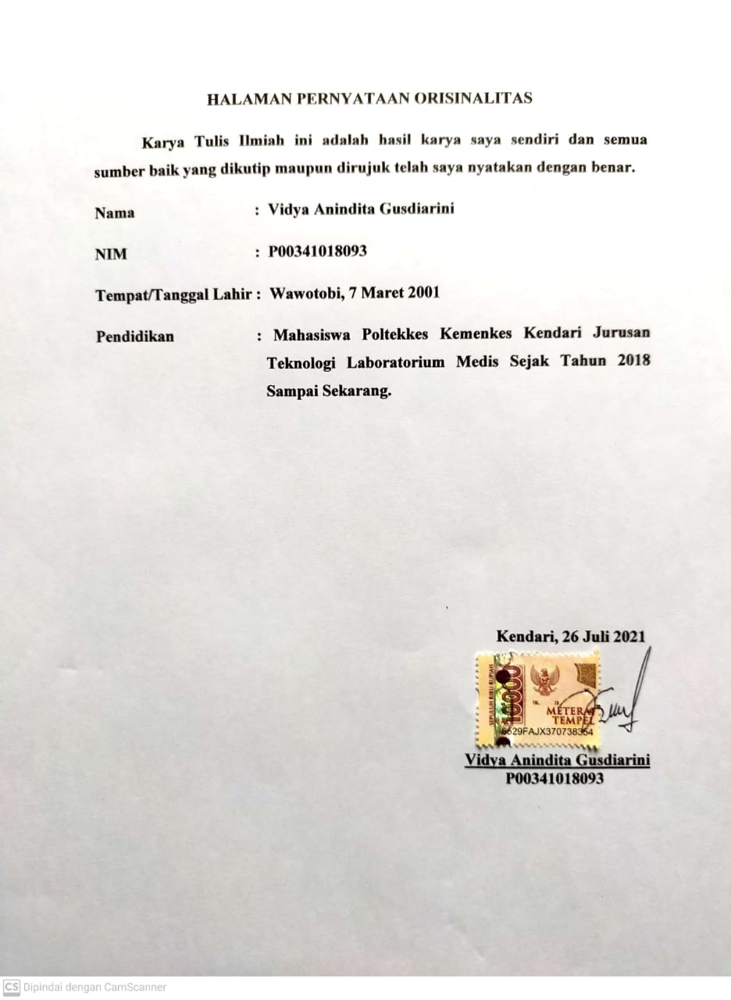 HALAMAN PERNYATAAN ORISINALITAS
Karya Tulis Ilmiah ini adalah hasil karya saya sendiri dan semua
sumber baik yang dikutip maupun dirujuk telah saya nyatakan dengan benar.
Nama : Vidya Anindita Gusdiarini
NIM : P00341018093
Tempat/Tanggal Lahir : Wawotobi, 7 Maret 2001
Pendidikan : Mahasiswa Poltekkes Kemenkes Kendari Jurusan
Teknologi Laboratorium Medis Sejak Tahun 2018
Sampai Sekarang.
Kendari, 26 Juli 2021
SEPULUH RIBU RUPIAH
10000
TGL. 20
METERAI
TEMPEL
6529FAJX370738354
Vidya Anindita Gusdiarini
P00341018093
CS Dipindai dengan CamScanner